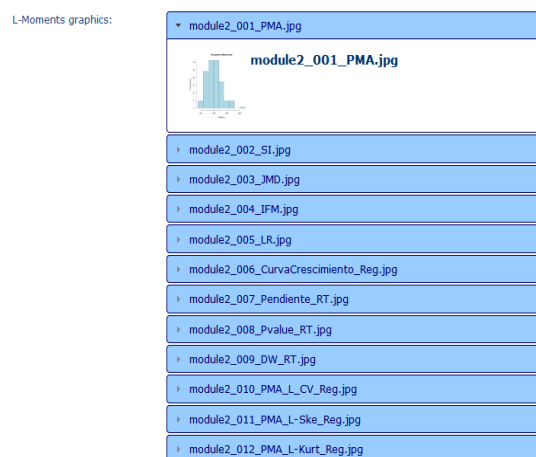 L-Moments graphics:
module2_001_PMA.jpg
module2_001_PMA.jpg
module2_002_SI.jpg
module2_003_JMD.jpg
module2_004_IFM.jpg
module2_005_LR.jpg
module2_006_CurvaCrescimiento_Reg.jpg
module2_007_Pendiente_RT.jpg
module2_008_Pvalue_RT.jpg
module2_009_DW_RT.jpg
module2_010_PMA_L_CV_Reg.jpg
module2_011_PMA_L-Ske_Reg.jpg
module2_012_PMA_L-Kurt_Reg.jpg